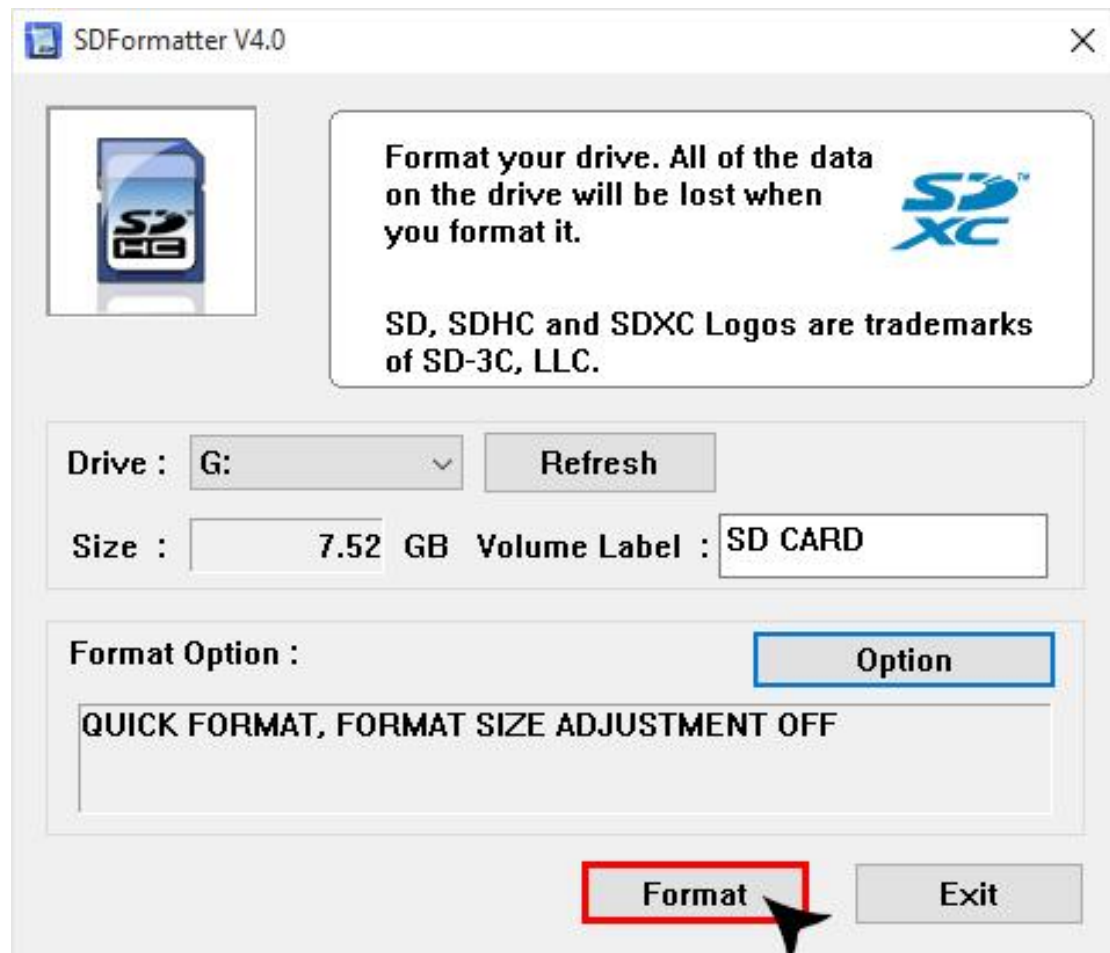 SDFormatter V4.0
SD
HC
Format your drive. All of the data
on the drive will be lost when
you format it.
SD™
XC
SD, SDHC and SDXC Logos are trademarks
of SD-3C, LLC.
Drive : G: Refresh
Size : 7.52 GB Volume Label : SD CARD
Format Option :
Option
QUICK FORMAT, FORMAT SIZE ADJUSTMENT OFF
Format Exit